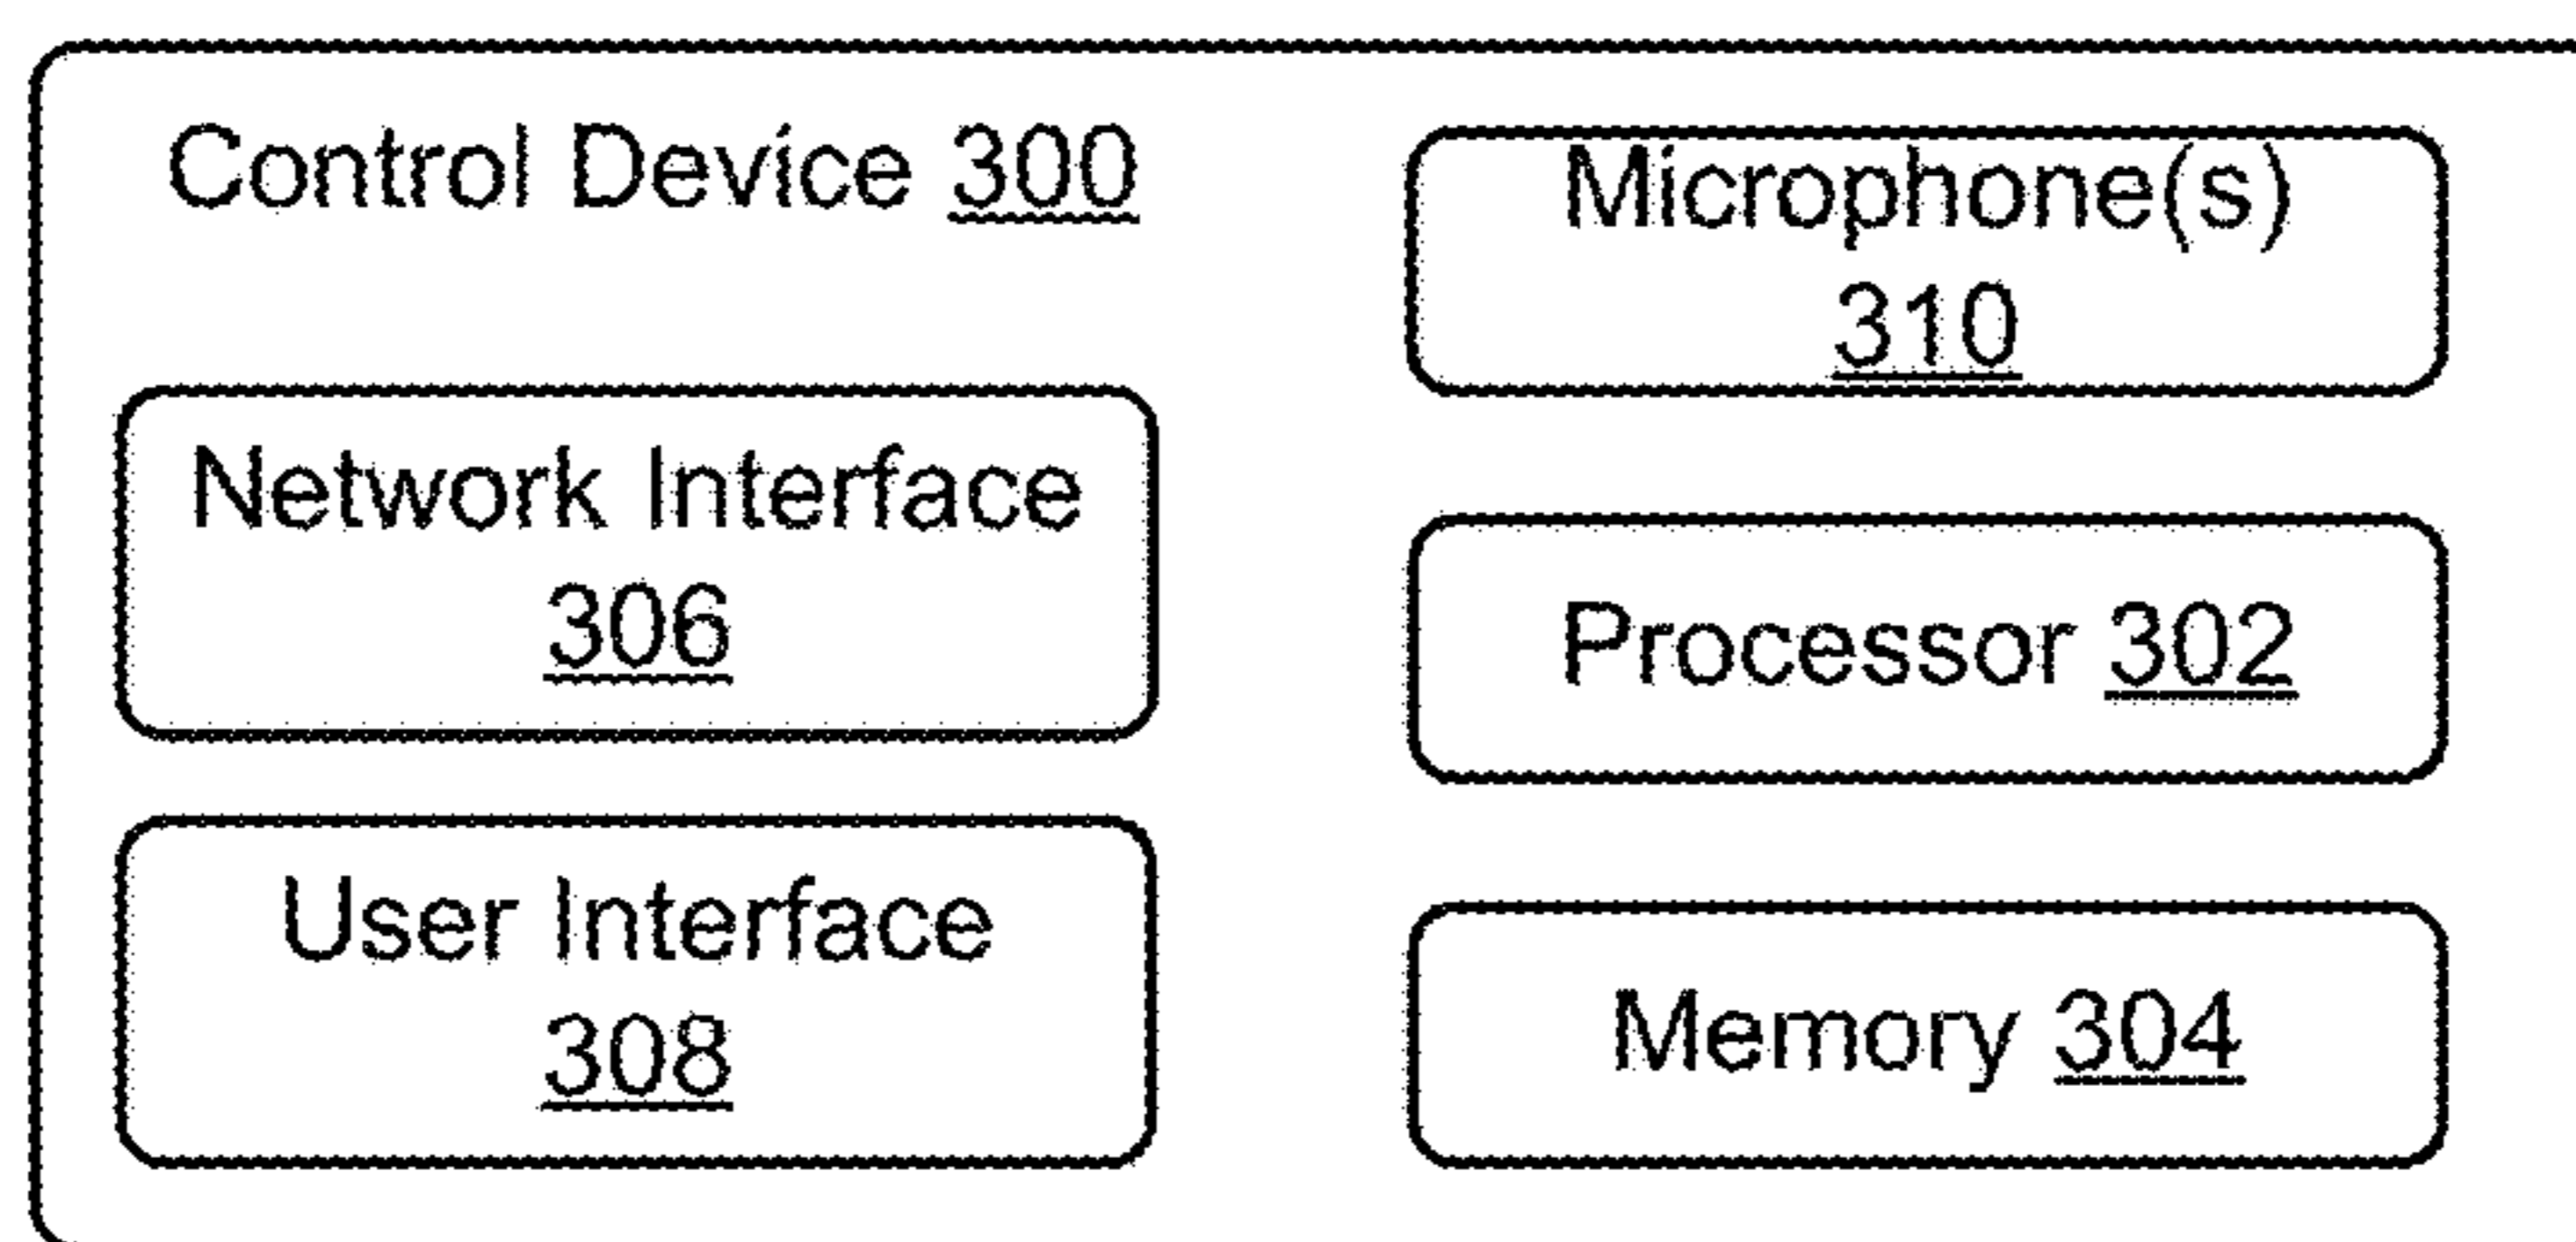 Control Device 300
Network Interface
306
User Interface
308
Microphone(s)
310
Processor 302
Memory 304